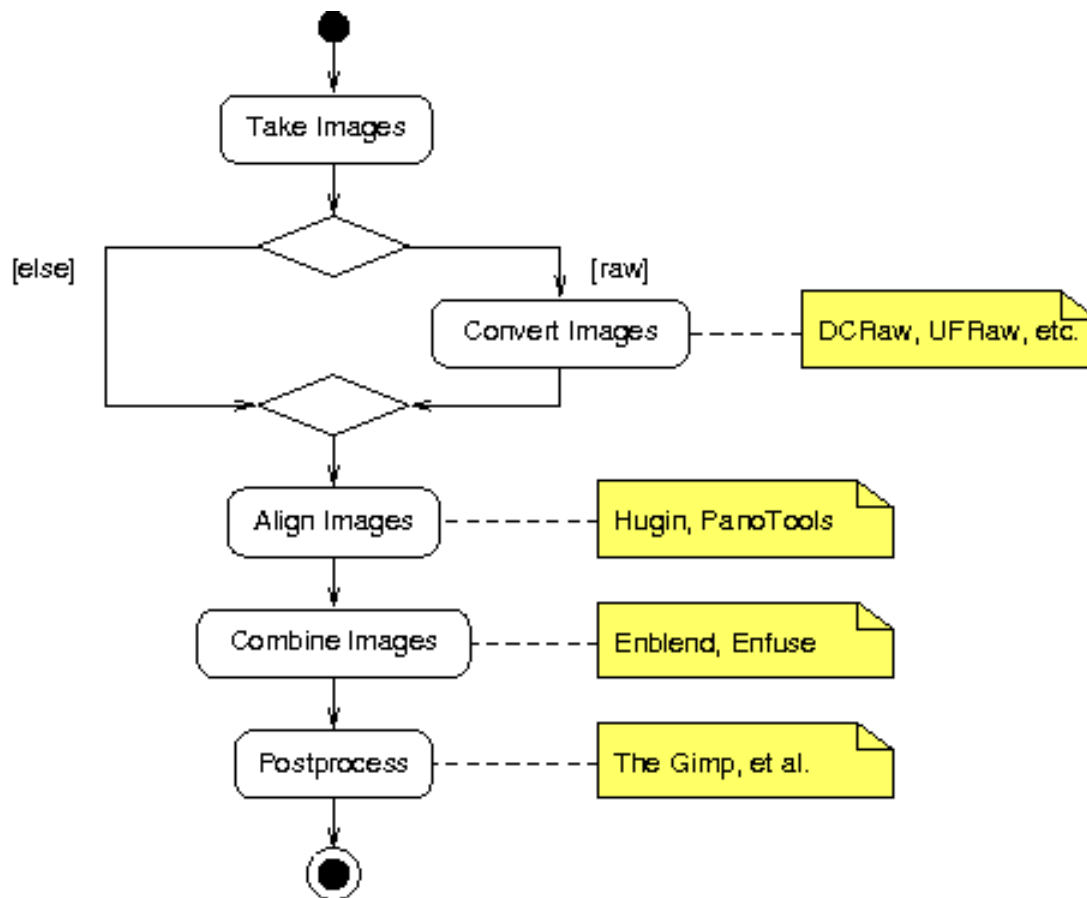 Take Images
[else]
[raw]
Convert Images
DCRaw, UFRaw, etc.
Align Images
Hugin, PanoTools
Combine Images
Enblend, Enfuse
Postprocess
The Gimp, et al.